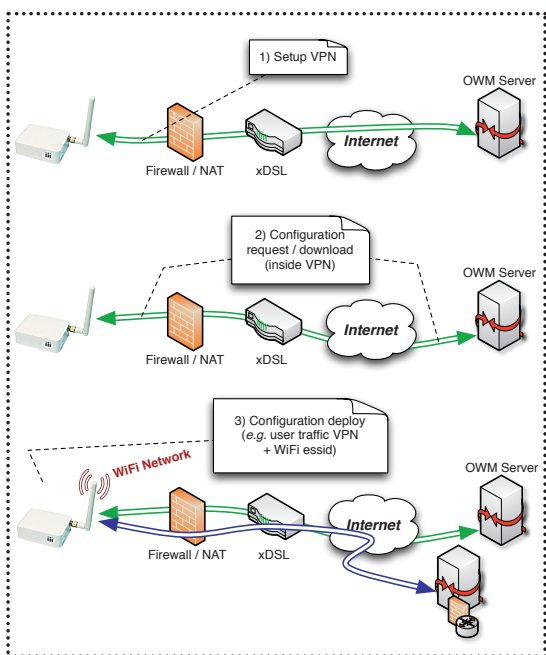 1) Setup VPN
OWM Server
Internet
Firewall / NAT
xDSL
2) Configuration
request / download
(inside VPN)
OWM Server
Internet
Firewall / NAT
xDSL
3) Configuration deploy
(e.g. user traffic VPN
+ WiFi essid)
WiFi Network
OWM Server
Internet
Firewall / NAT
xDSL